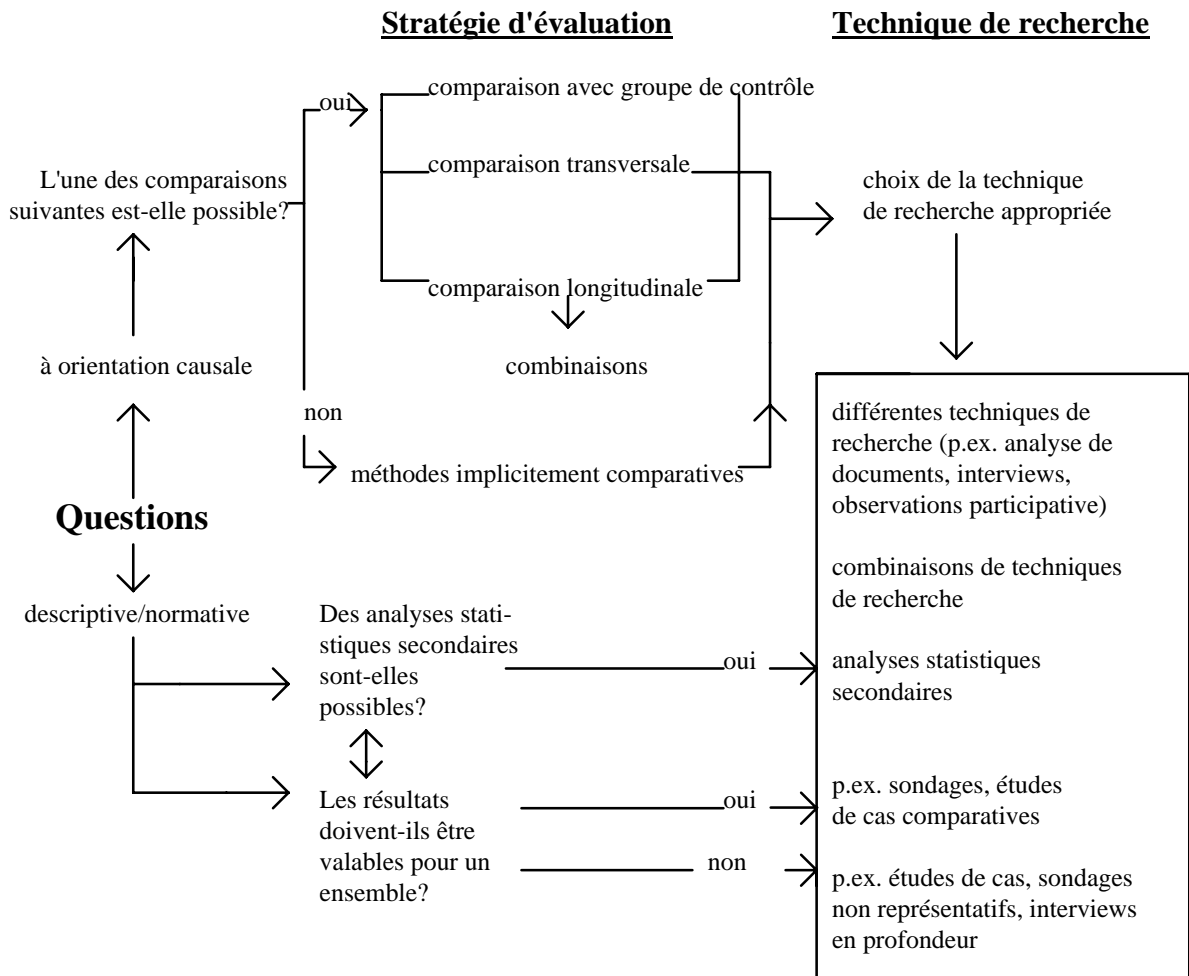 Stratégie d'évaluation
Technique de recherche
oui
comparaison avec groupe de contrôle
comparaison transversale
L'une des comparaisons
suivantes est-elle possible?
choix de la technique
de recherche appropriée
comparaison longitudinale
à orientation causale
combinaisons
non
méthodes implicitement comparatives
différentes techniques de
recherche (p.ex. analyse de
documents, interviews,
observations participative)
Questions
combinaisons de techniques
de recherche
descriptive/normative
Des analyses stati-
stiques secondaires
sont-elles
possibles?
oui
analyses statistiques
secondaires
Les résultats
doivent-ils être
valables pour un
ensemble?
oui
p.ex. sondages, études
de cas comparatives
non
p.ex. études de cas, sondages
non représentatifs, interviews
en profondeur